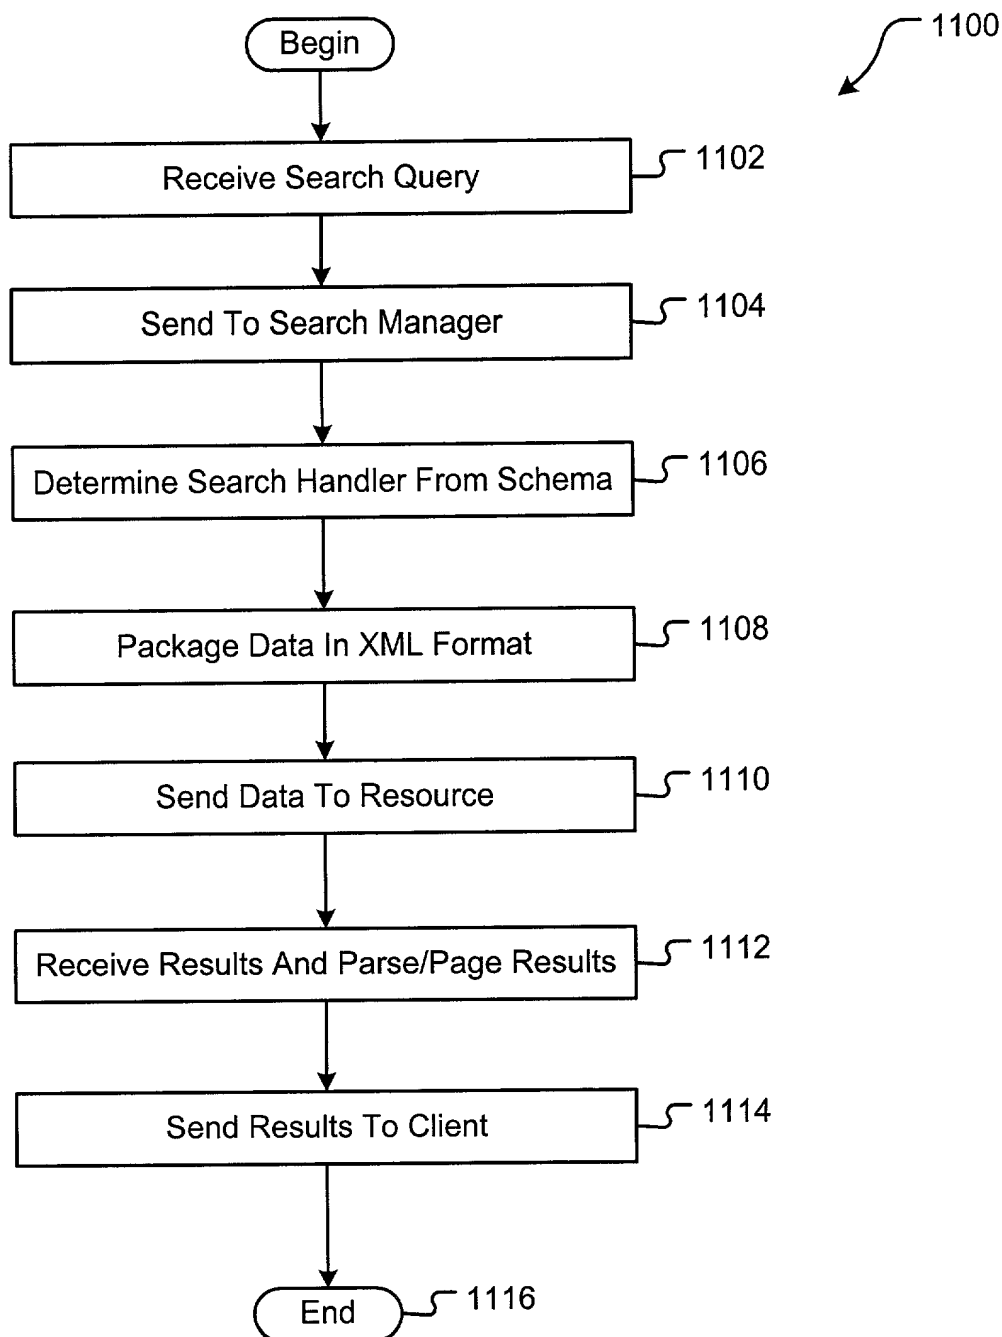 Begin
1100
Receive Search Query
1102
Send To Search Manager
1104
Determine Search Handler From Schema
1106
Package Data In XML Format
1108
Send Data To Resource
1110
Receive Results And Parse/Page Results
1112
Send Results To Client
1114
End
1116